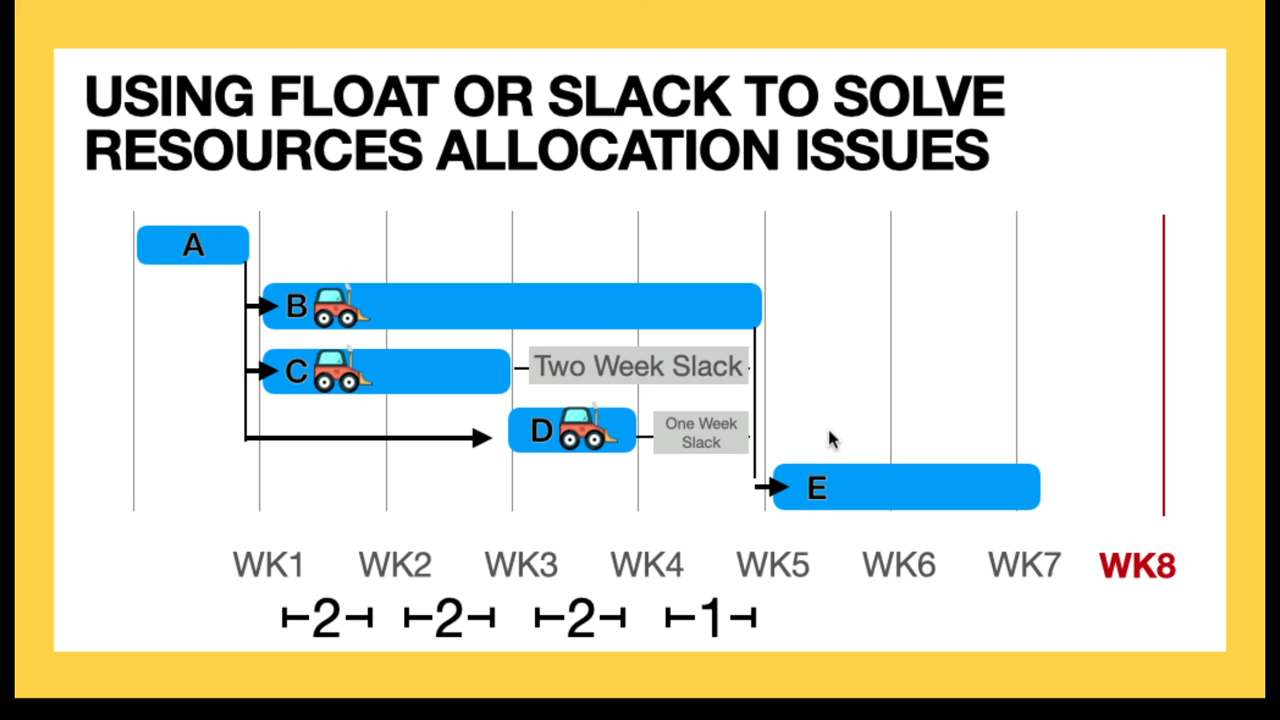 USING FLOAT OR SLACK TO SOLVE
RESOURCES ALLOCATION ISSUES
A
B
C
Two Week Slack
D
One Week
Slack
E
WK1 WK2 WK3 WK4 WK5 WK6 WK7 WK8
2 2 2 1